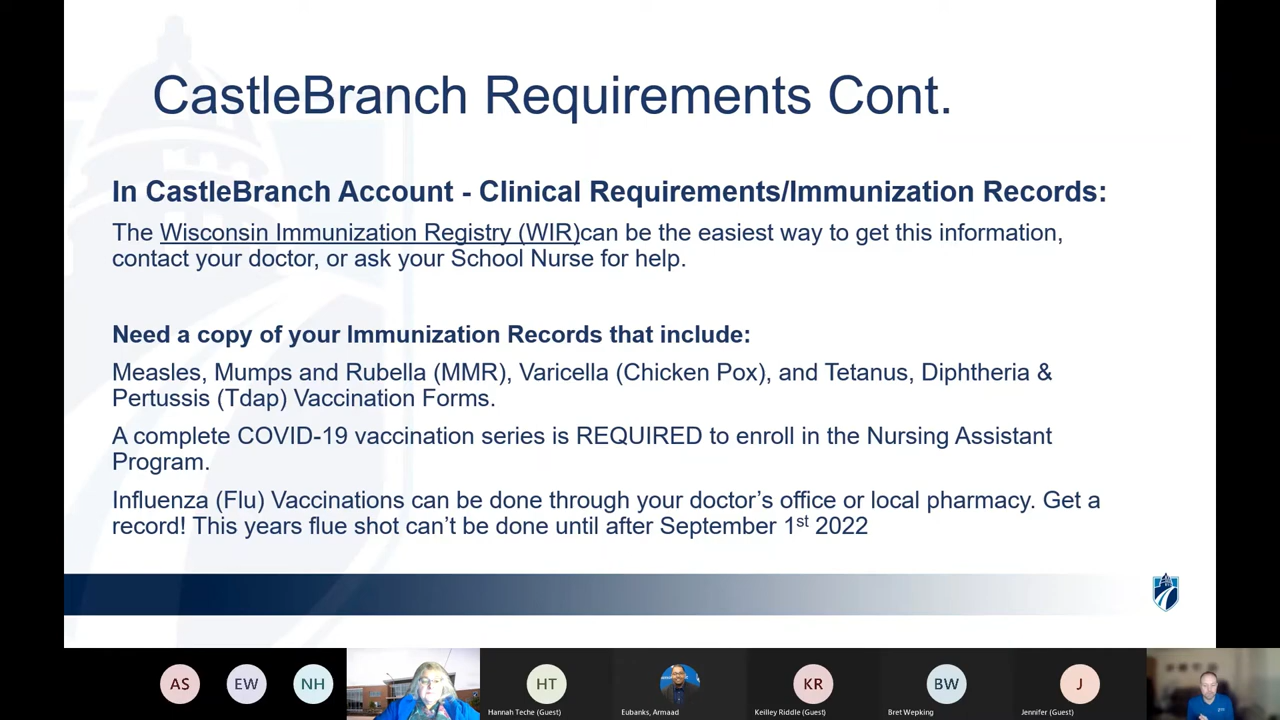 CastleBranch Requirements Cont.
In CastleBranch Account - Clinical Requirements/Immunization Records:
The Wisconsin Immunization Registry (WIR)can be the easiest way to get this information,
contact your doctor, or ask your School Nurse for help.
Need a copy of your Immunization Records that include:
Measles, Mumps and Rubella (MMR), Varicella (Chicken Pox), and Tetanus, Diphtheria &
Pertussis (Tdap) Vaccination Forms.
A complete COVID-19 vaccination series is REQUIRED to enroll in the Nursing Assistant
Program.
Influenza (Flu) Vaccinations can be done through your doctor’s office or local pharmacy. Get a
record! This years flue shot can’t be done until after September 1st 2022
AS EW NH HT KR BW J
Hannah Teche (Guest) Eubanks, Armaad Keilley Riddle (Guest) Bret Wepking Jennifer (Guest)